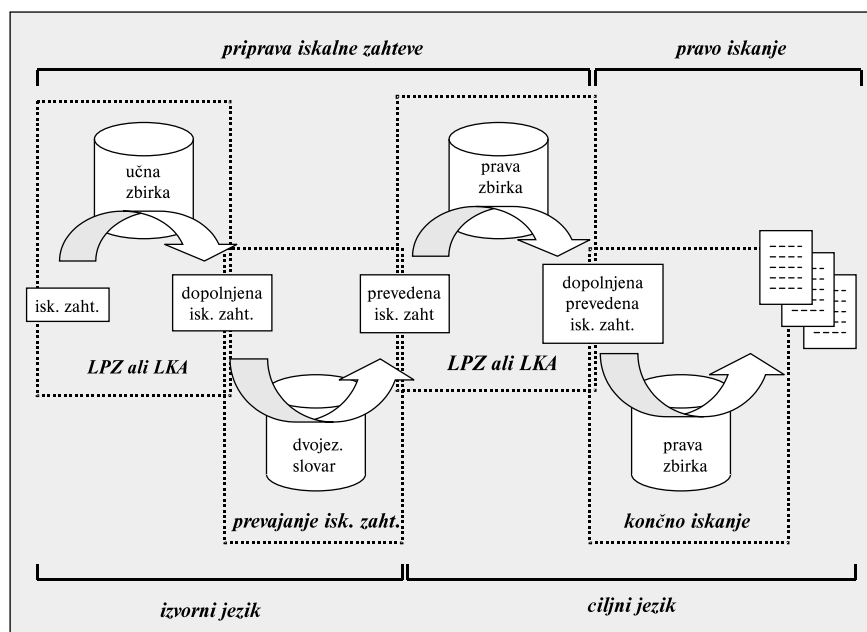 priprava iskalne zahteve
pravo iskanje
učna
zbirka
prava
zbirka
isk. zaht.
dopolnjena
isk. zaht.
prevedena
isk. zaht
dopolnjena
prevedena
isk. zaht.
LPZ ali LKA
LPZ ali LKA
dvojez.
slovar
prava
zbirka
prevajanje isk. zaht.
končno iskanje
izvorni jezik
ciljni jezik